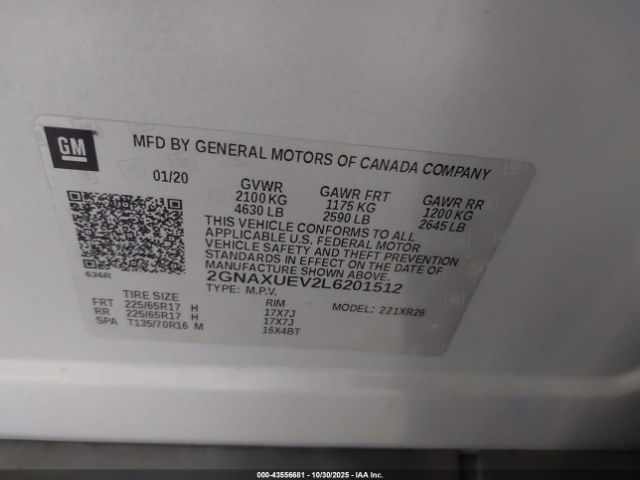 GM
MFD BY GENERAL MOTORS OF CANADA COMPANY
01/20
GVWR GAWR FRT GAWR RR
2100 KG 1175 KG 1200 KG
4630 LB 2590 LB 2645 LB
THIS VEHICLE CONFORMS TO ALL
APPLICABLE U.S. FEDERAL MOTOR
VEHICLE SAFETY AND THEFT PREVENTION
STANDARDS IN EFFECT ON THE DATE OF
MANUFACTURE SHOWN ABOVE.
636R
2GNAXUEV2L6201512
TYPE: M.P.V. MODEL: 221XR26
TIRE SIZE RIM
FRT 225/65R17 H 17X7J
RR 225/65R17 H 17X7J
SPA T135/70R16 M 16X4BT
000-43556681 - 10/30/2025 - IAA Inc.